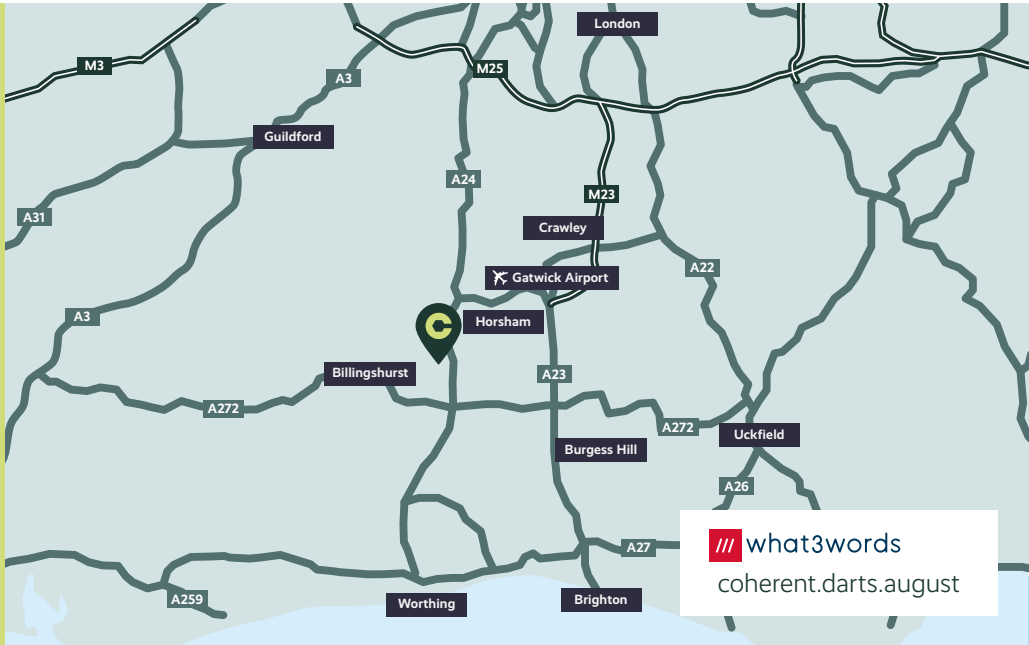 London
M3
M25
A3
Guildford
A24
M23
A31
Crawley
A22
Gatwick Airport
A3
Horsham
Billingshurst
A23
A272
A272
Uckfield
Burgess Hill
A26
A27
what3words
coherent.darts.august
A259
Worthing
Brighton